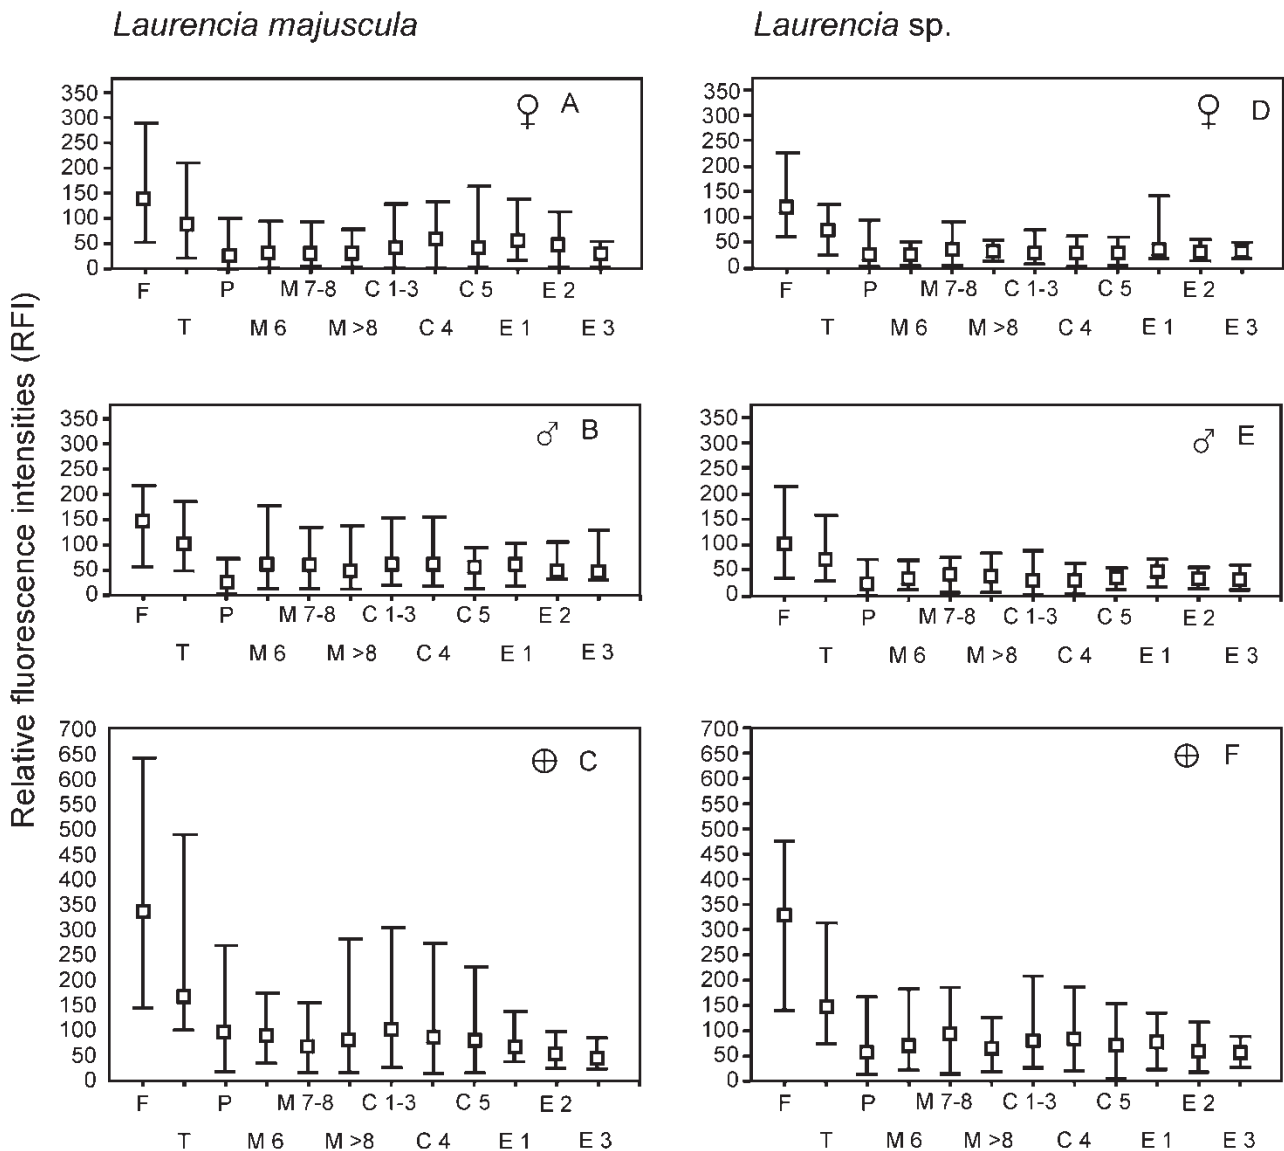 Laurencia majuscula
Laurencia sp.
Relative fluorescence intensities (RFI)
♀ A
350
300
250
200
150
100
50
0
F P M 7-8 C 1-3 C 5 E 2
T M 6 M >8 C 4 E 1 E 3
♀ D
350
300
250
200
150
100
50
0
F P M 7-8 C 1-3 C 5 E 2
T M 6 M >8 C 4 E 1 E 3
♂ B
350
300
250
200
150
100
50
0
F P M 7-8 C 1-3 C 5 E 2
T M 6 M >8 C 4 E 1 E 3
♂ E
350
300
250
200
150
100
50
0
F P M 7-8 C 1-3 C 5 E 2
T M 6 M >8 C 4 E 1 E 3
⊕ C
700
650
600
550
500
450
400
350
300
250
200
150
100
50
0
F P M 7-8 C 1-3 C 5 E 2
T M 6 M >8 C 4 E 1 E 3
⊕ F
700
650
600
550
500
450
400
350
300
250
200
150
100
50
0
F P M 7-8 C 1-3 C 5 E 2
T M 6 M >8 C 4 E 1 E 3